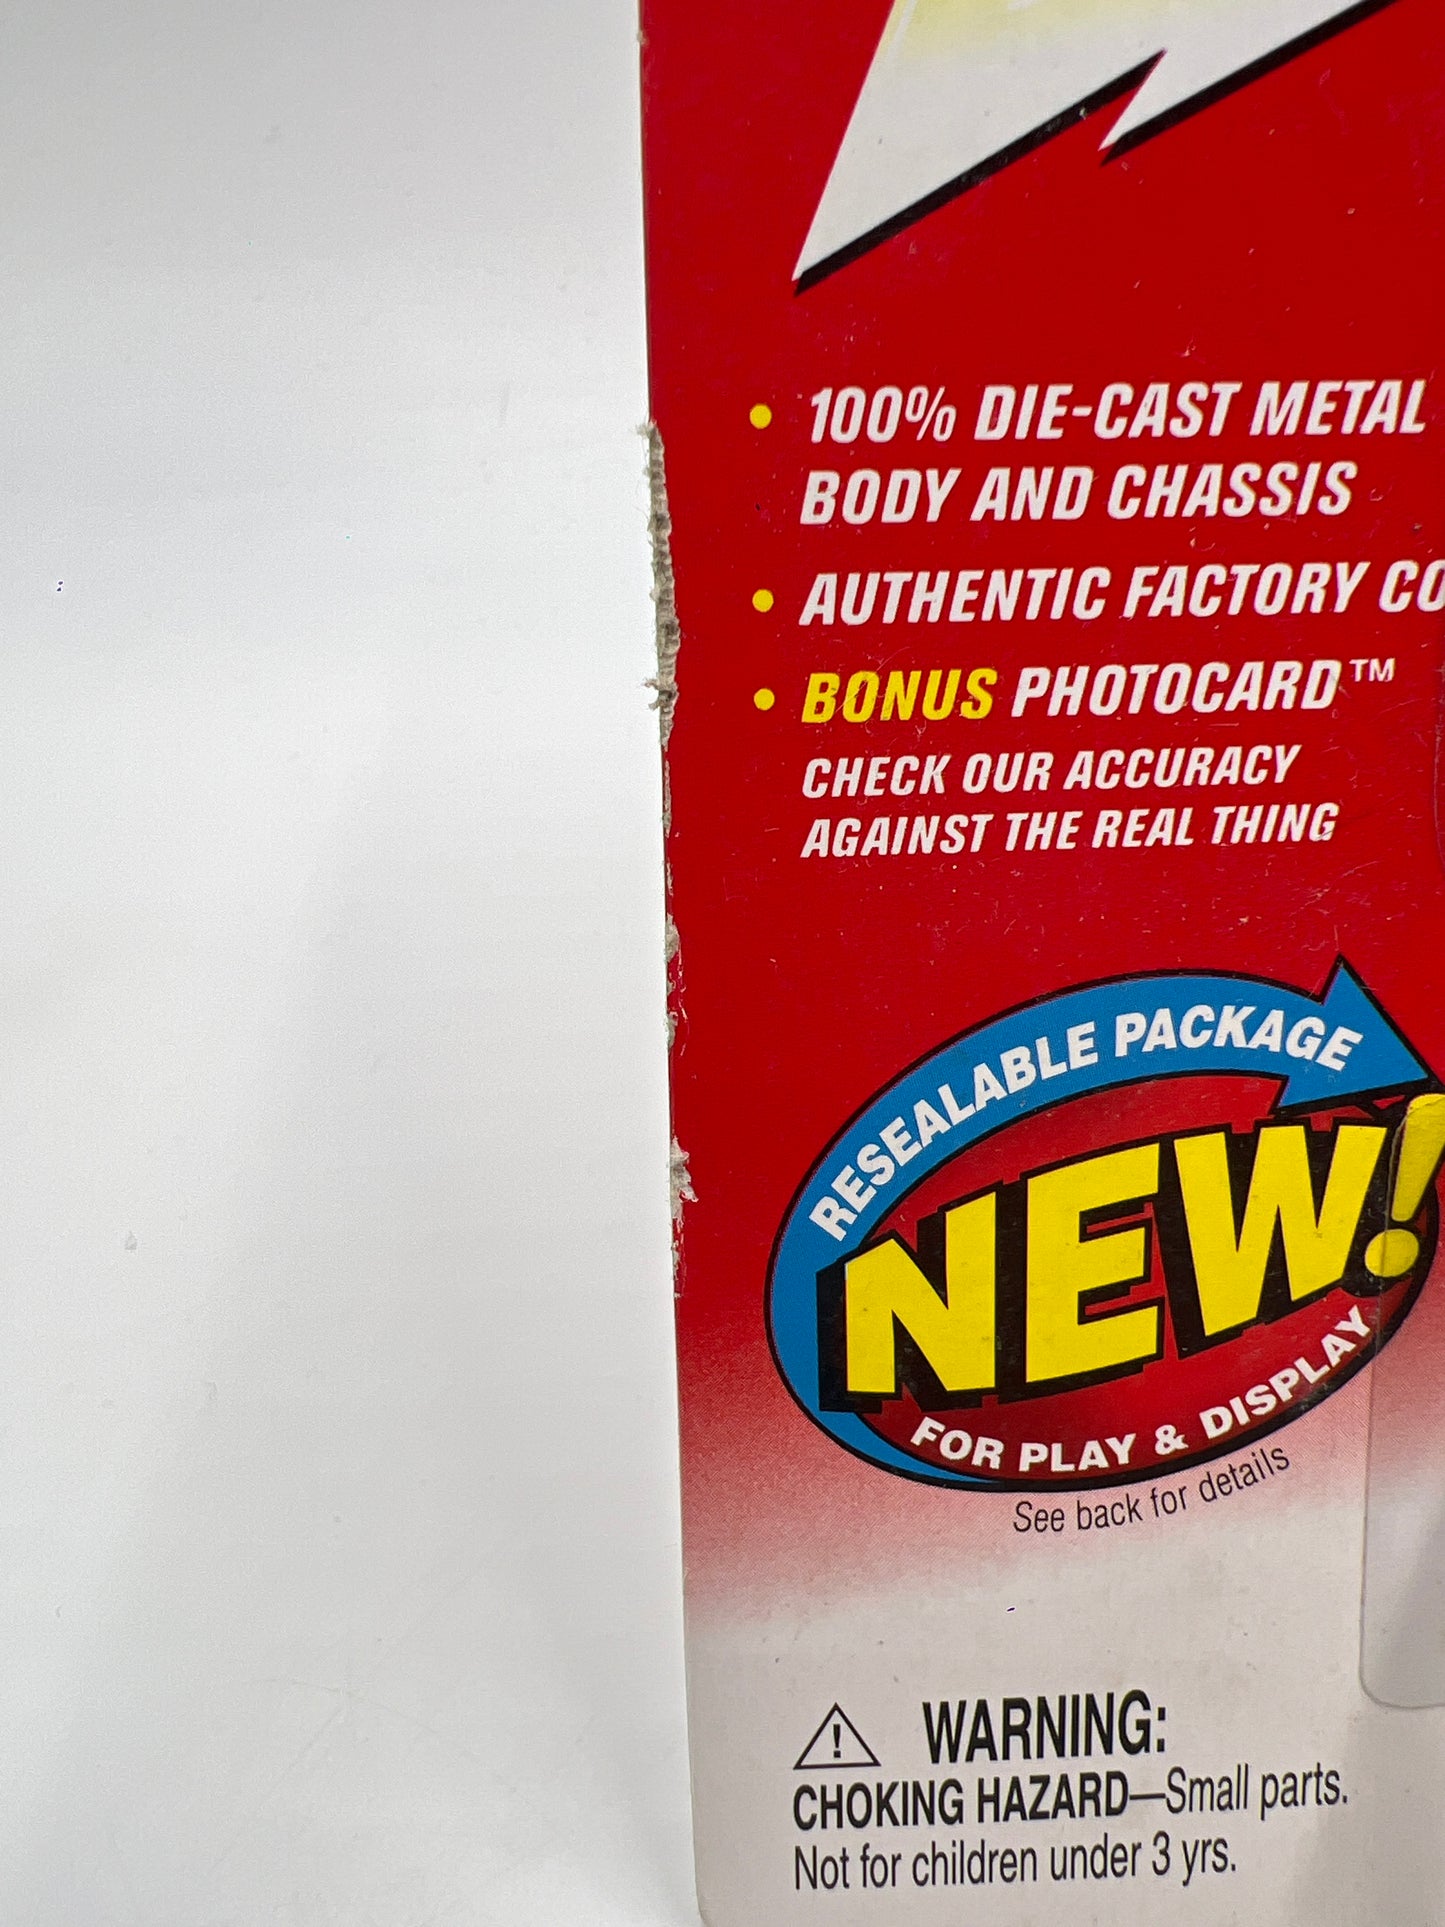 • 100% DIE-CAST METAL
BODY AND CHASSIS
• AUTHENTIC FACTORY CO
• BONUS PHOTOCARD™
CHECK OUR ACCURACY
AGAINST THE REAL THING
RESEALABLE PACKAGE
NEW!
FOR PLAY & DISPLAY
See back for details
WARNING:
CHOKING HAZARD—Small parts.
Not for children under 3 yrs.